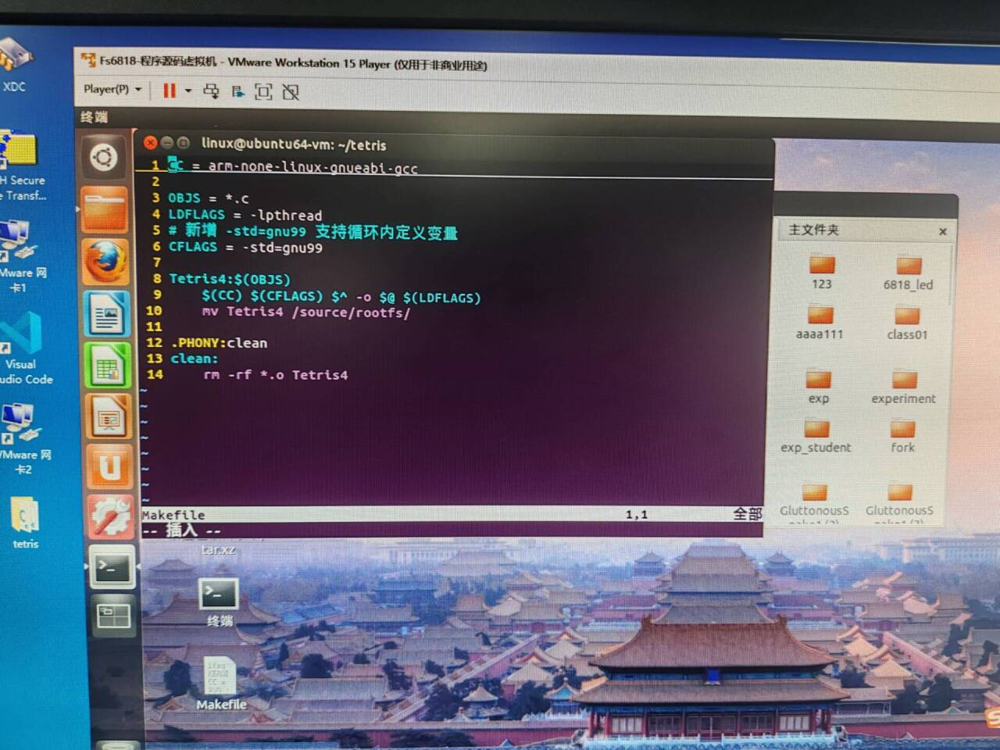 XDC
Fs6818-程序源码虚拟机 - VMware Workstation 15 Player (仅用于非商业用途)
Player(P)
终端
linux@ubuntu64-vm: ~/tetris
1 CC = arm-none-linux-gnueabi-gcc
2
3 OBJS = *.c
4 LDFLAGS = -lpthread
5 # 新增 -std=gnu99 支持循环内定义变量
6 CFLAGS = -std=gnu99
7
8 Tetris4:$(OBJS)
9 $(CC) $(CFLAGS) $^ -o $@ $(LDFLAGS)
10 mv Tetris4 /source/rootfs/
11
12 .PHONY:clean
13 clean:
14 rm -rf *.o Tetris4
~
~
~
~
~
~
~
~
Makefile 1,1 全部
-- 插入 --
H Secure
e Transf...
Mware 网
卡1
Visual
udio Code
VMware 网
卡2
tetris
主文件夹
123 6818_led
aaaa111 class01
exp experiment
exp_student fork
GluttonousS GluttonousS
tar.xz
终端
Makefile